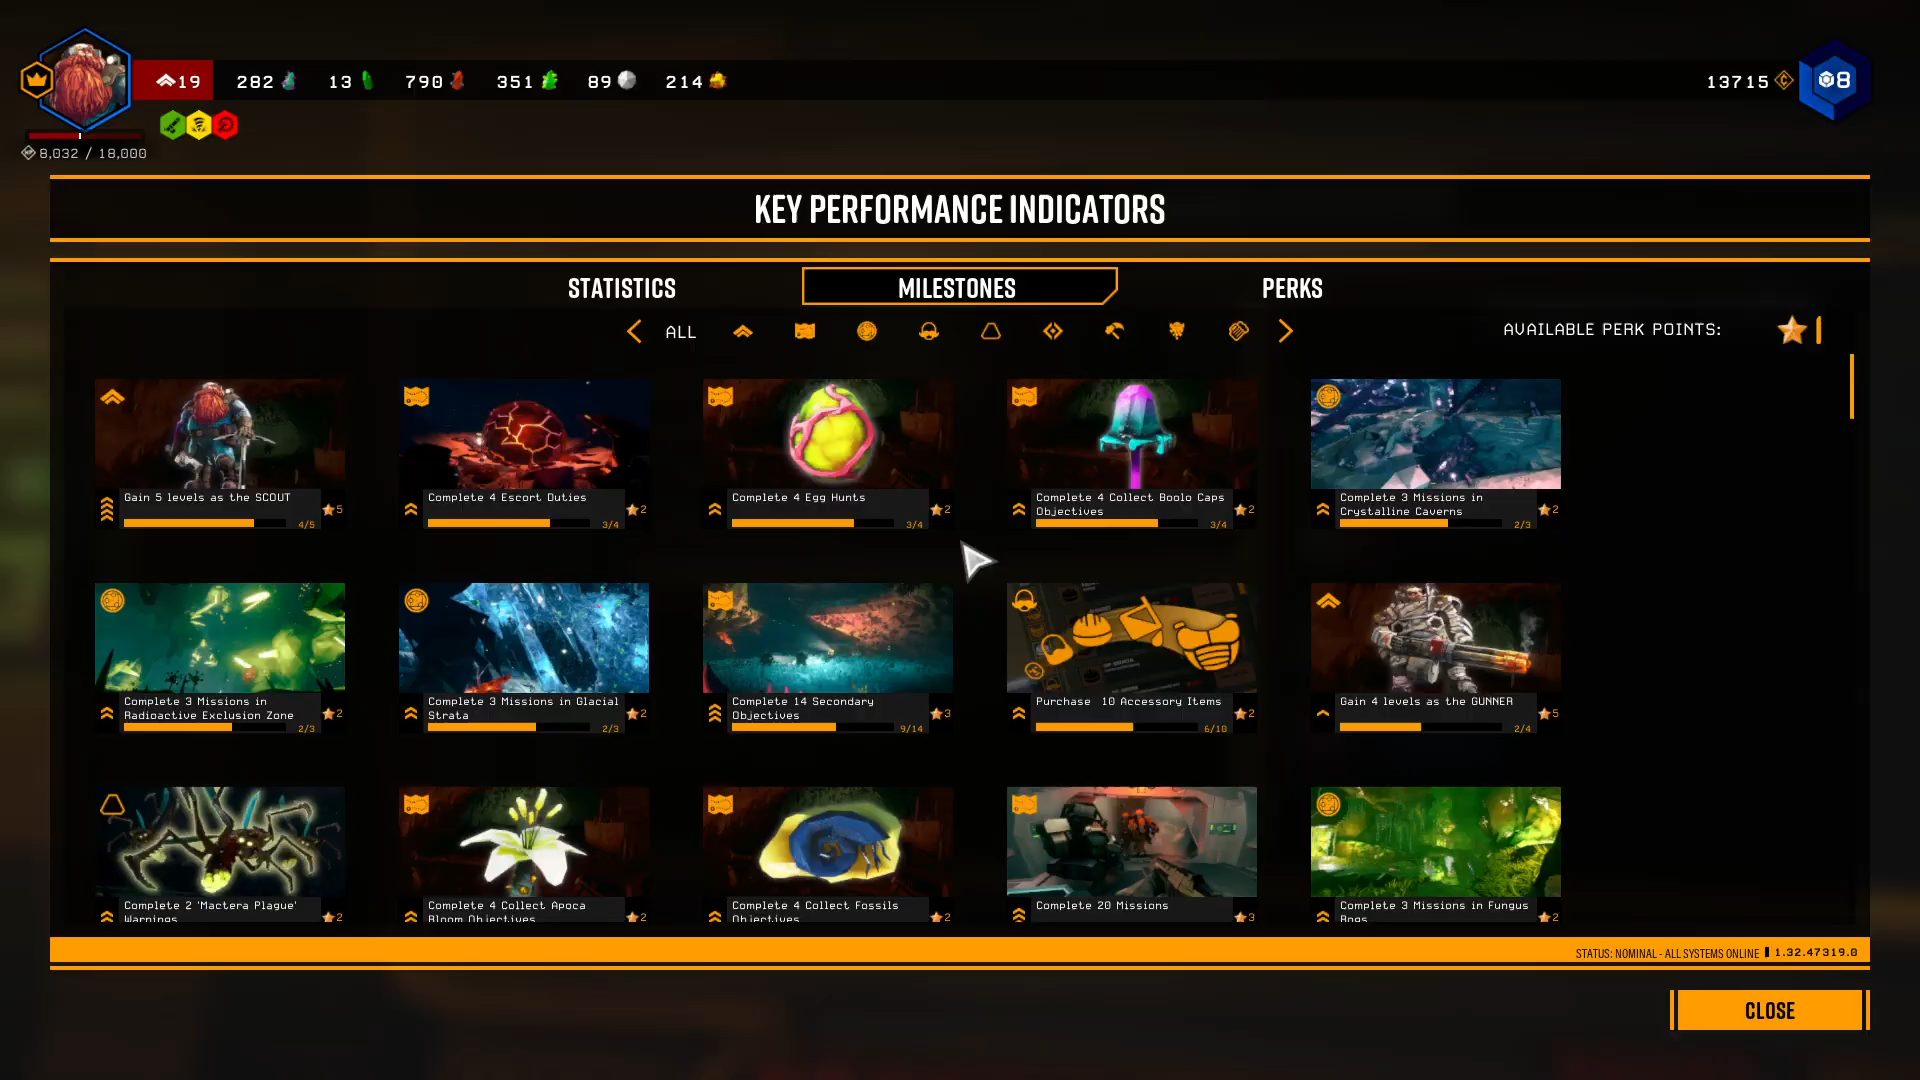 19 282 13 790 351 89 214
13715 8
8,032 / 18,000
KEY PERFORMANCE INDICATORS
STATISTICS MILESTONES PERKS
ALL
AVAILABLE PERK POINTS: 1
Gain 5 levels as the SCOUT
5
4/5
Complete 4 Escort Duties
2
3/4
Complete 4 Egg Hunts
2
3/4
Complete 4 Collect Boolo Caps
Objectives
2
3/4
Complete 3 Missions in
Crystalline Caverns
2
2/3
Complete 3 Missions in
Radioactive Exclusion Zone
2
2/3
Complete 3 Missions in Glacial
Strata
2
2/3
Complete 14 Secondary
Objectives
3
9/14
Purchase 10 Accessory Items
2
6/10
Gain 4 levels as the GUNNER
5
2/4
Complete 2 'Mactera Plague'
Warnings
2
Complete 4 Collect Apoca
Bloom Objectives
2
Complete 4 Collect Fossils
Objectives
2
Complete 20 Missions
3
Complete 3 Missions in Fungus
Bogs
2
STATUS: NOMINAL - ALL SYSTEMS ONLINE 1.32.47319.0
CLOSE